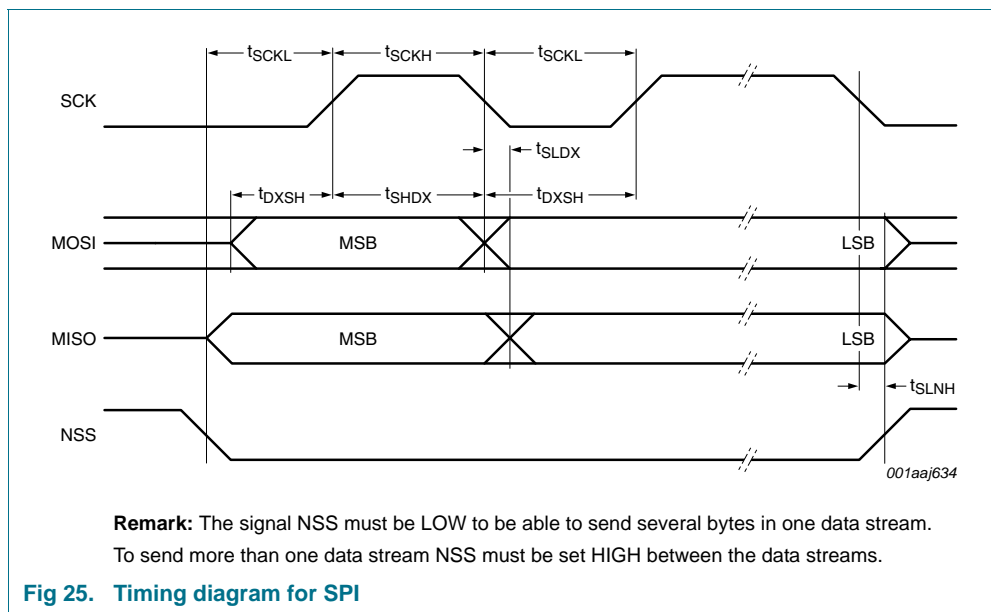 tSCKL tSCKH tSCKL
SCK
tSLDX
tDXSH tSHDX tDXSH
MOSI MSB LSB
MISO MSB LSB
tSLNH
NSS
001aaj634
Remark: The signal NSS must be LOW to be able to send several bytes in one data stream.
To send more than one data stream NSS must be set HIGH between the data streams.
Fig 25. Timing diagram for SPI